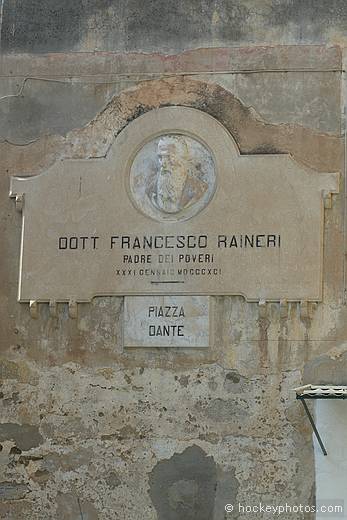 DOTT FRANCESCO RAINERI
PADRE DEI POVERI
XXXI GENNAIO MDCCCXCI
PIAZZA
DANTE
© hockeyphotos.com